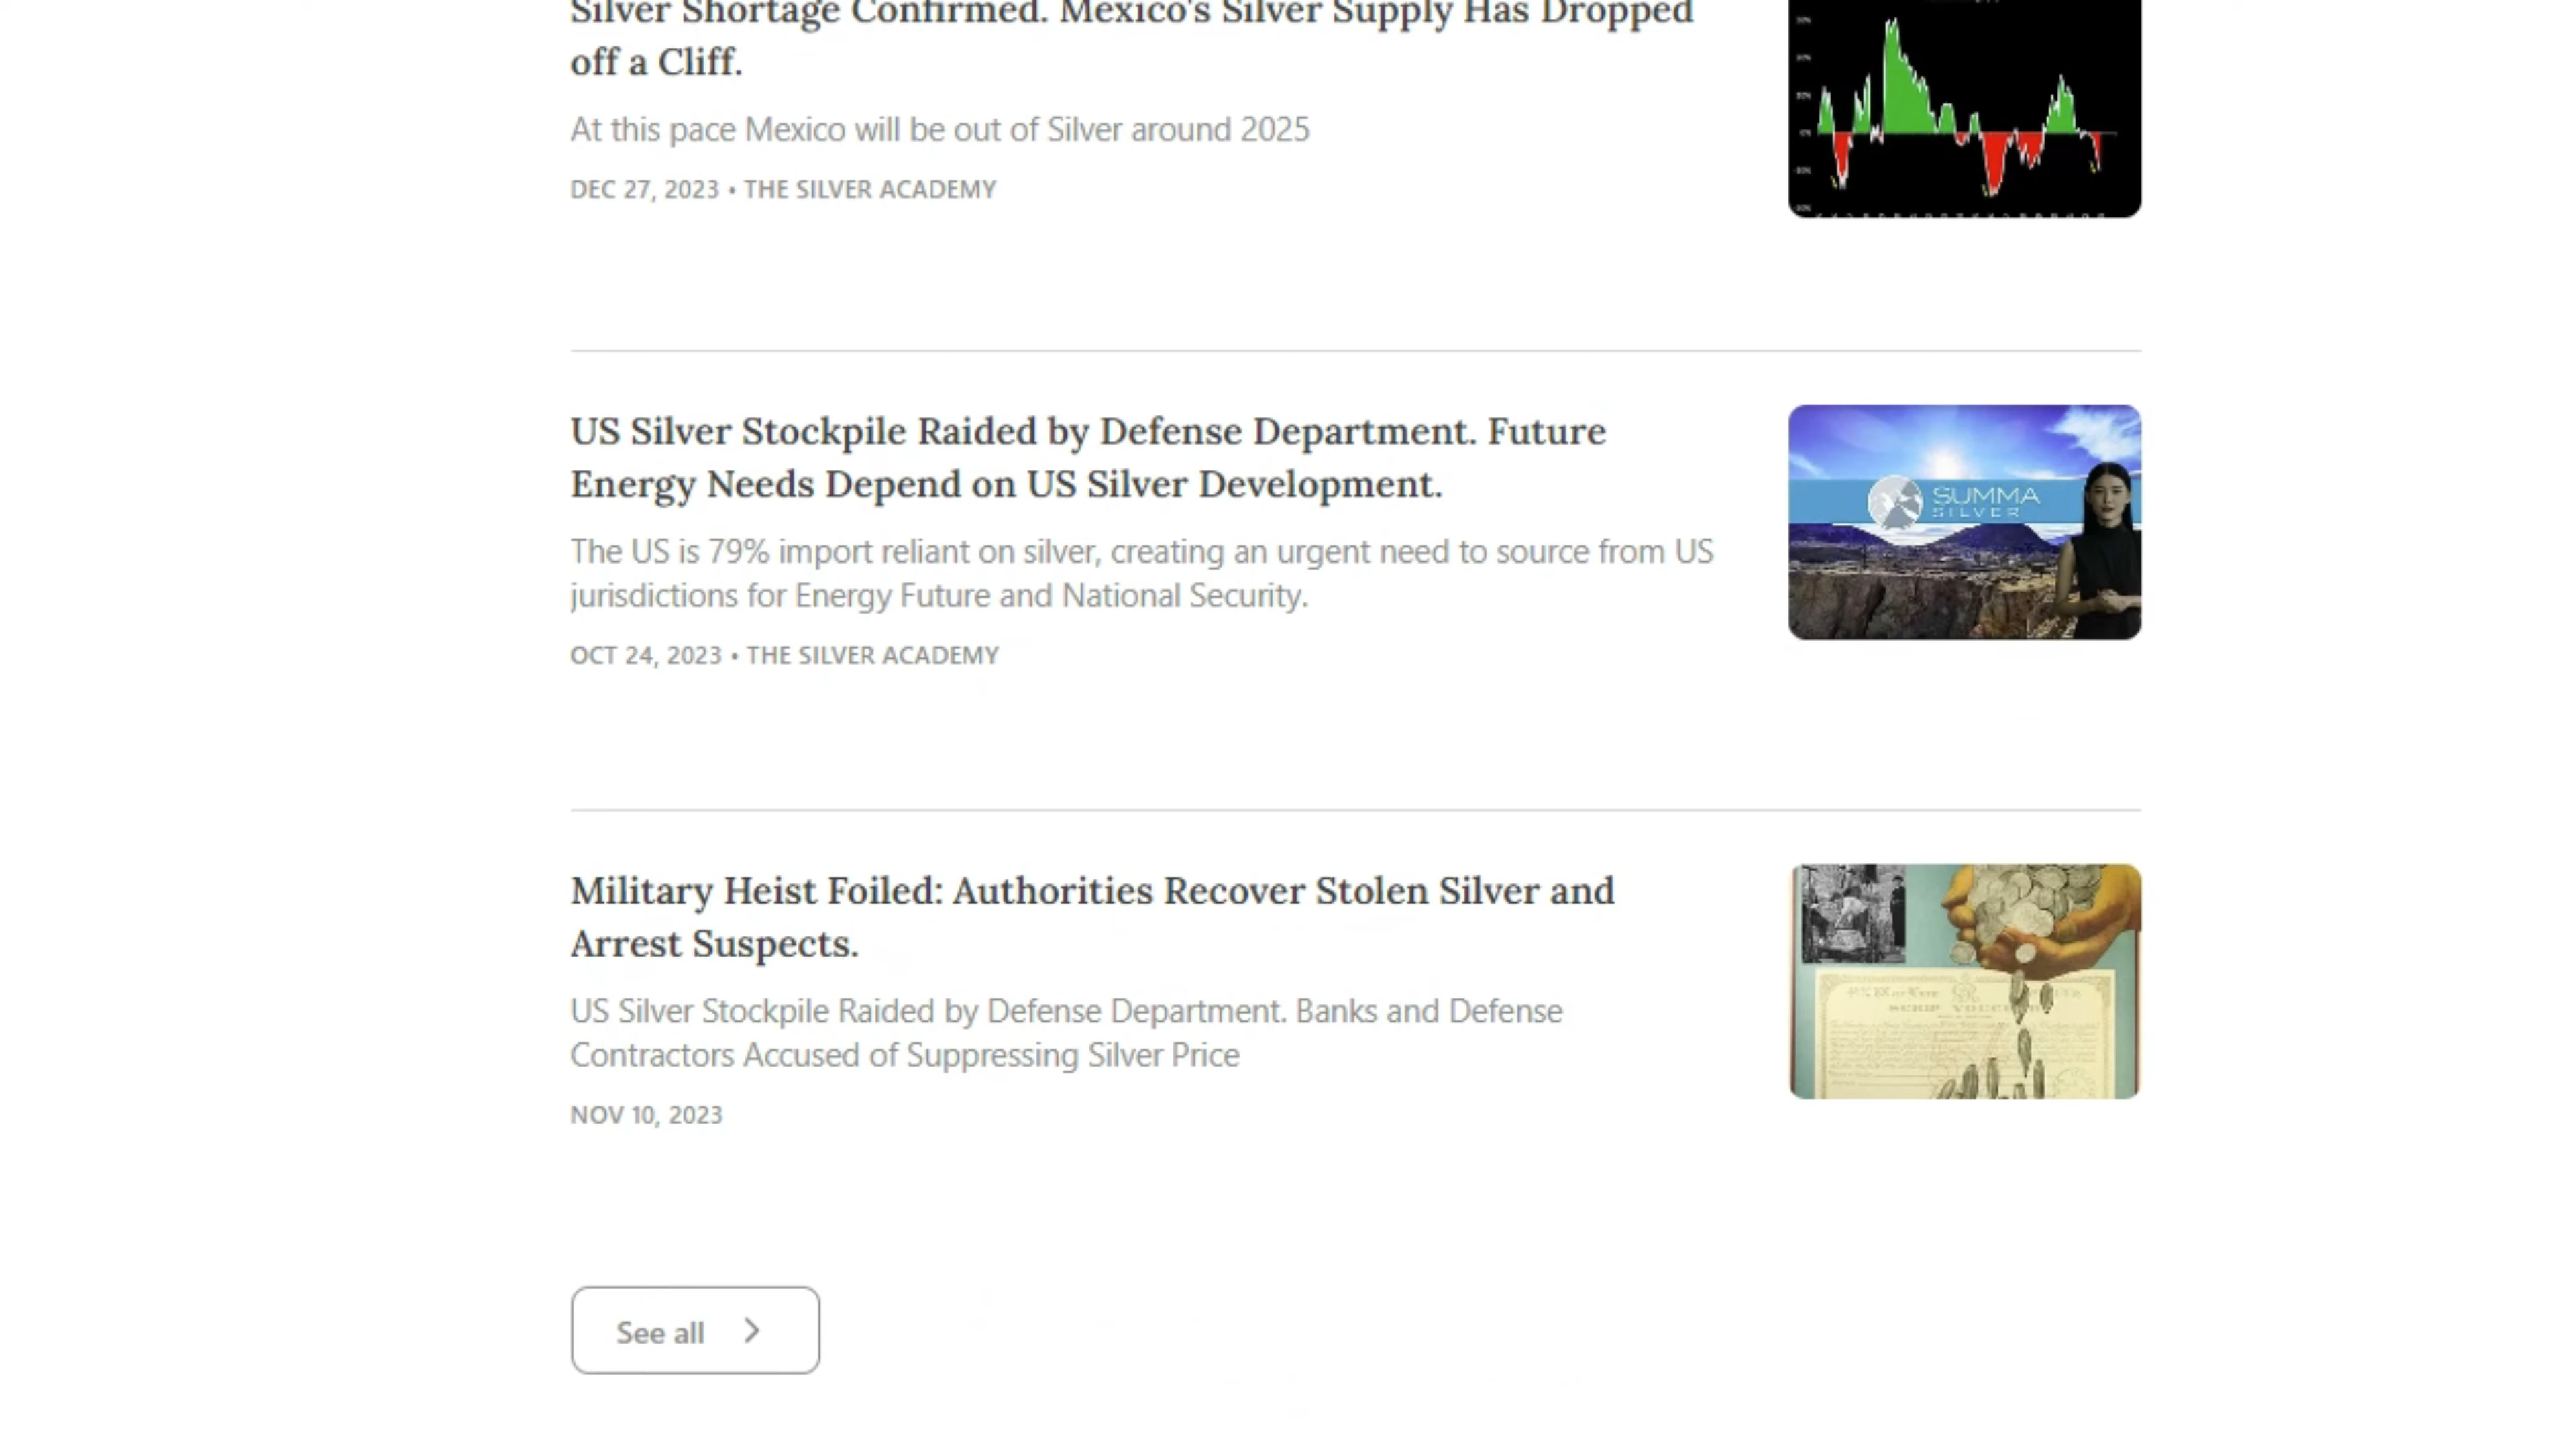 Silver Shortage Confirmed. Mexico's Silver Supply Has Dropped
off a Cliff.
At this pace Mexico will be out of Silver around 2025
DEC 27, 2023 • THE SILVER ACADEMY
US Silver Stockpile Raided by Defense Department. Future
Energy Needs Depend on US Silver Development.
The US is 79% import reliant on silver, creating an urgent need to source from US
jurisdictions for Energy Future and National Security.
OCT 24, 2023 • THE SILVER ACADEMY
SUMMA
SILVER
Military Heist Foiled: Authorities Recover Stolen Silver and
Arrest Suspects.
US Silver Stockpile Raided by Defense Department. Banks and Defense
Contractors Accused of Suppressing Silver Price
NOV 10, 2023
See all